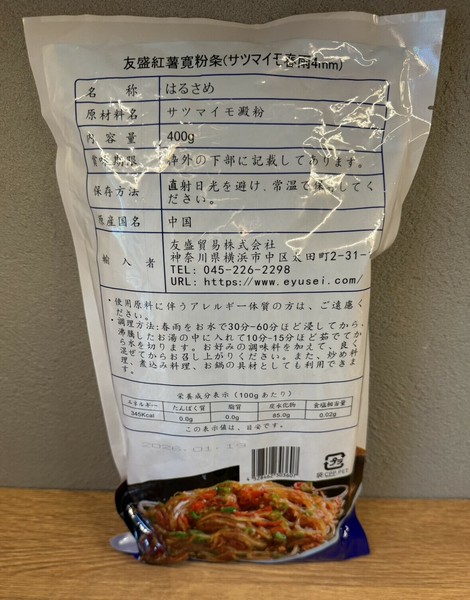 友盛紅薯寛粉条(サツマイモ春雨4mm)
名 称 はるさめ
原材料名 サツマイモ澱粉
内容量 400g
賞味期限 枠外の下部に記載してあります。
保存方法 直射日光を避け、常温で保存してく
ださい。
原産国名 中国
輸入者 友盛貿易株式会社
神奈川県横浜市中区太田町2-31-
TEL: 045-226-2298
URL: https://www.eyusei.com/
・使用原料に伴うアレルギー体質の方は、ご遠慮く
ださい。
・調理方法:春雨をお水で30分-60分ほど浸してから、
沸騰したお湯の中に入れて10分-15分ほど茹でてか
ら水を切ります。お好みの調味料を加えて、良く
混ぜてからお召し上がりください。また、炒め料
理、煮込み料理、お鍋の具材としても利用できま
す。
栄養成分表示 (100gあたり)
エネルギー たんぱく質 脂質 炭水化物 食塩相当量
345Kcal 0.0g 0.0g 85.0g 0.02g
この表示値は、目安です。
2026.01.19
プラ